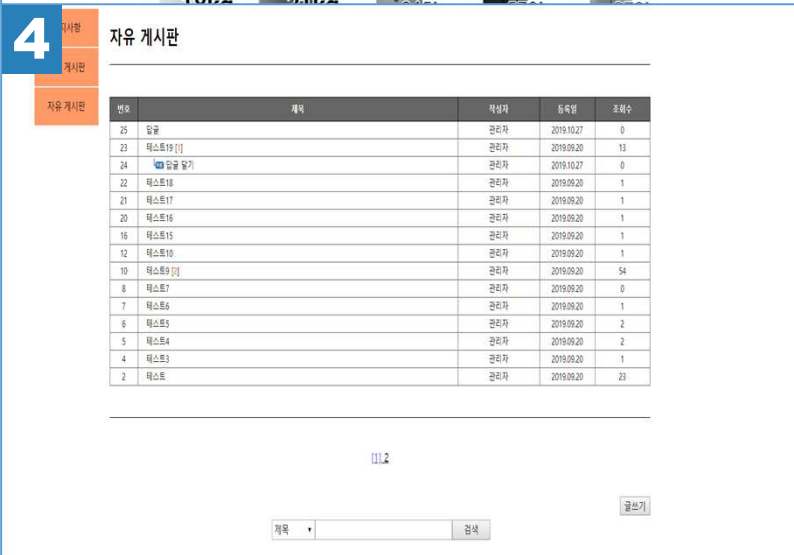 4
자유 게시판
게시판
자유 게시판
번호 제목 작성자 등록일 조회수
25 답글 관리자 2019.10.27 0
23 테스트19 [1] 관리자 2019.09.20 13
24 답글 달기 관리자 2019.10.27 0
22 테스트18 관리자 2019.09.20 1
21 테스트17 관리자 2019.09.20 1
20 테스트16 관리자 2019.09.20 1
16 테스트15 관리자 2019.09.20 1
12 테스트10 관리자 2019.09.20 1
10 테스트9 [2] 관리자 2019.09.20 54
8 테스트7 관리자 2019.09.20 0
7 테스트6 관리자 2019.09.20 1
6 테스트5 관리자 2019.09.20 2
5 테스트4 관리자 2019.09.20 2
4 테스트3 관리자 2019.09.20 1
2 테스트 관리자 2019.09.20 23
[1] 2
글쓰기
제목 검색